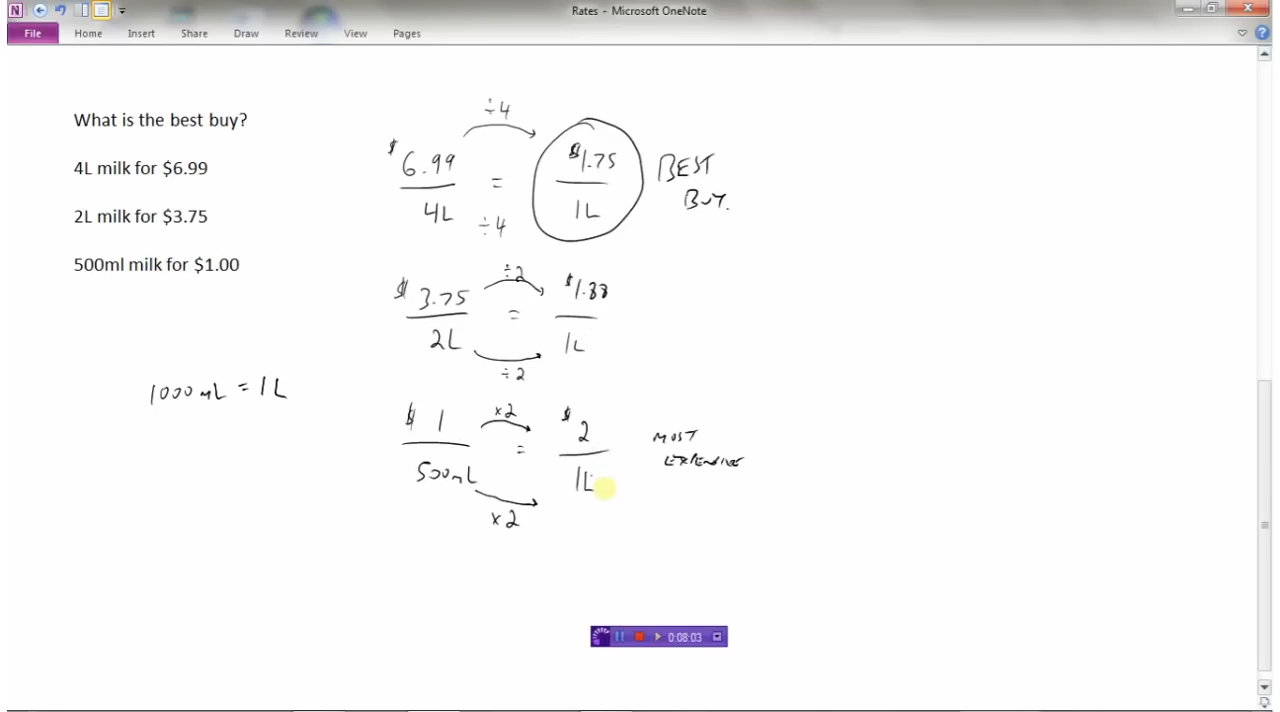 Rates - Microsoft OneNote
File Home Insert Share Draw Review View Pages
What is the best buy?
4L milk for $6.99
2L milk for $3.75
500ml milk for $1.00
1000mL = 1L
÷4
$6.99 = $1.75
4L 1L
÷4
BEST
BUY.
÷2
$3.75 = $1.88
2L 1L
÷2
×2
$1 = $2
500mL 1L
×2
MOST
EXPENSIVE
0:08:03